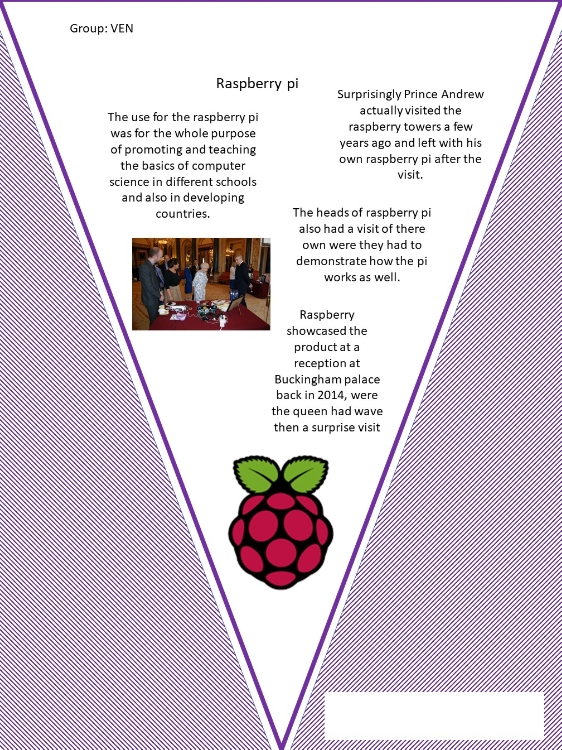 Group: VEN
Raspberry pi
The use for the raspberry pi
was for the whole purpose
of promoting and teaching
the basics of computer
science in different schools
and also in developing
countries.
Surprisingly Prince Andrew
actually visited the
raspberry towers a few
years ago and left with his
own raspberry pi after the
visit.
The heads of raspberry pi
also had a visit of there
own were they had to
demonstrate how the pi
works as well.
Raspberry
showcased the
product at a
reception at
Buckingham palace
back in 2014, were
the queen had wave
then a surprise visit